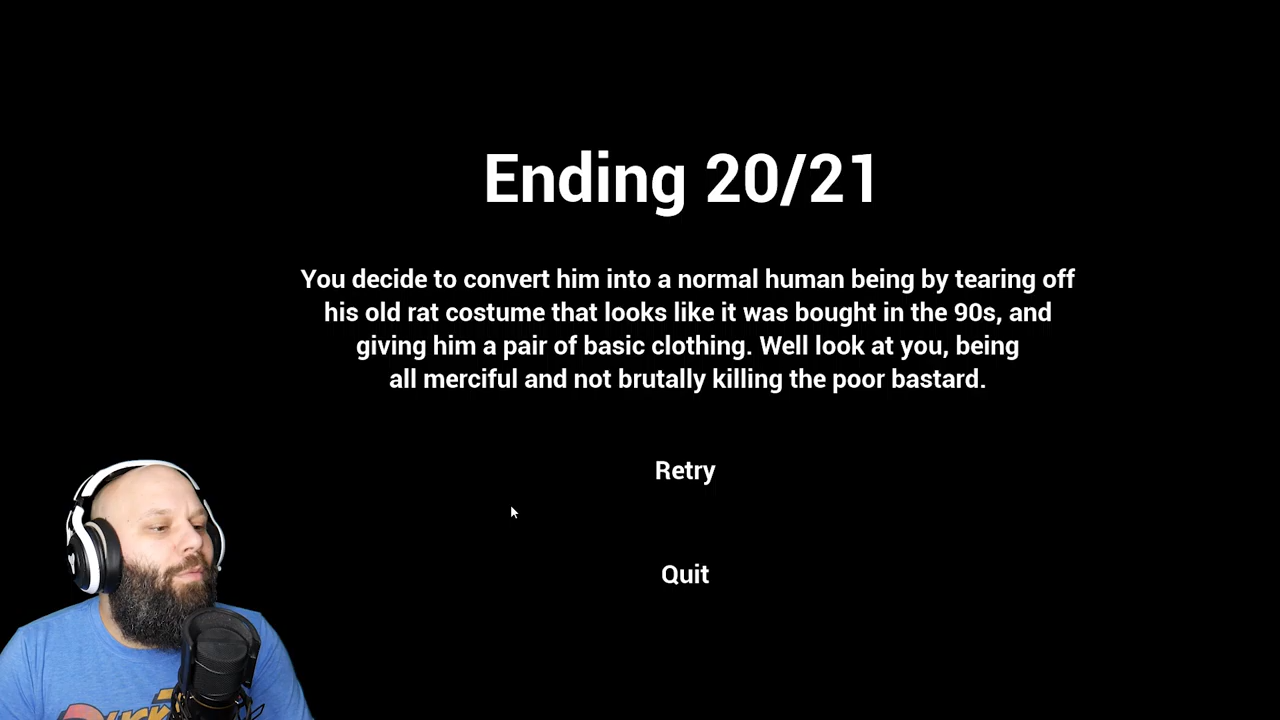 Ending 20/21
You decide to convert him into a normal human being by tearing off
his old rat costume that looks like it was bought in the 90s, and
giving him a pair of basic clothing. Well look at you, being
all merciful and not brutally killing the poor bastard.
Retry
Quit